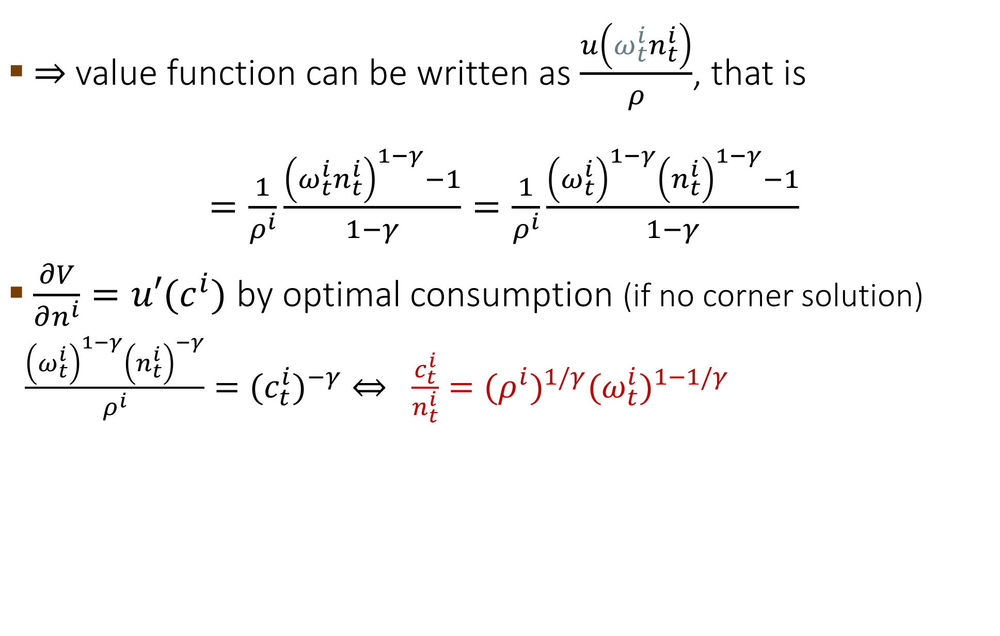 ▪ ⇒ value function can be written as $\frac{u\left(\omega_t^i n_t^i\right)}{\rho}$, that is
$= \frac{1}{\rho^i} \frac{\left(\omega_t^i n_t^i\right)^{1-\gamma} - 1}{1-\gamma} = \frac{1}{\rho^i} \frac{\left(\omega_t^i\right)^{1-\gamma} \left(n_t^i\right)^{1-\gamma} - 1}{1-\gamma}$
▪ $\frac{\partial V}{\partial n^i} = u'(c^i)$ by optimal consumption (if no corner solution)
$\frac{\left(\omega_t^i\right)^{1-\gamma} \left(n_t^i\right)^{-\gamma}}{\rho^i} = (c_t^i)^{-\gamma} \Leftrightarrow \frac{c_t^i}{n_t^i} = (\rho^i)^{1/\gamma} (\omega_t^i)^{1-1/\gamma}$